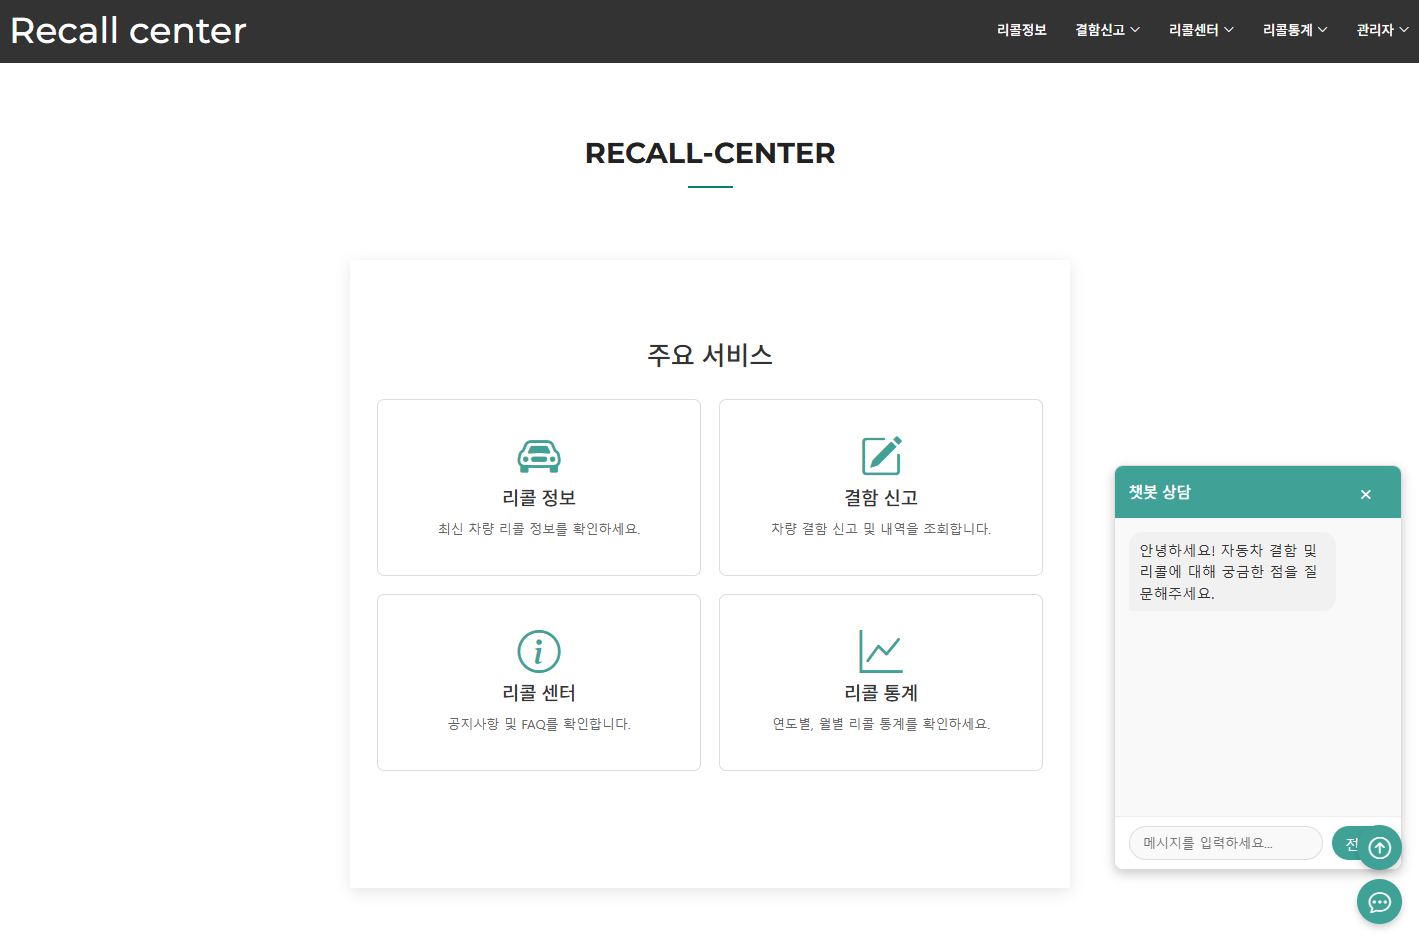 Recall center
리콜정보
결함신고
리콜센터
리콜통계
관리자
RECALL-CENTER
주요 서비스
리콜 정보
최신 차량 리콜 정보를 확인하세요.
결함 신고
차량 결함 신고 및 내역을 조회합니다.
리콜 센터
공지사항 및 FAQ를 확인합니다.
리콜 통계
연도별, 월별 리콜 통계를 확인하세요.
챗봇 상담
안녕하세요! 자동차 결함 및
리콜에 대해 궁금한 점을 질
문해주세요.
메시지를 입력하세요...
전